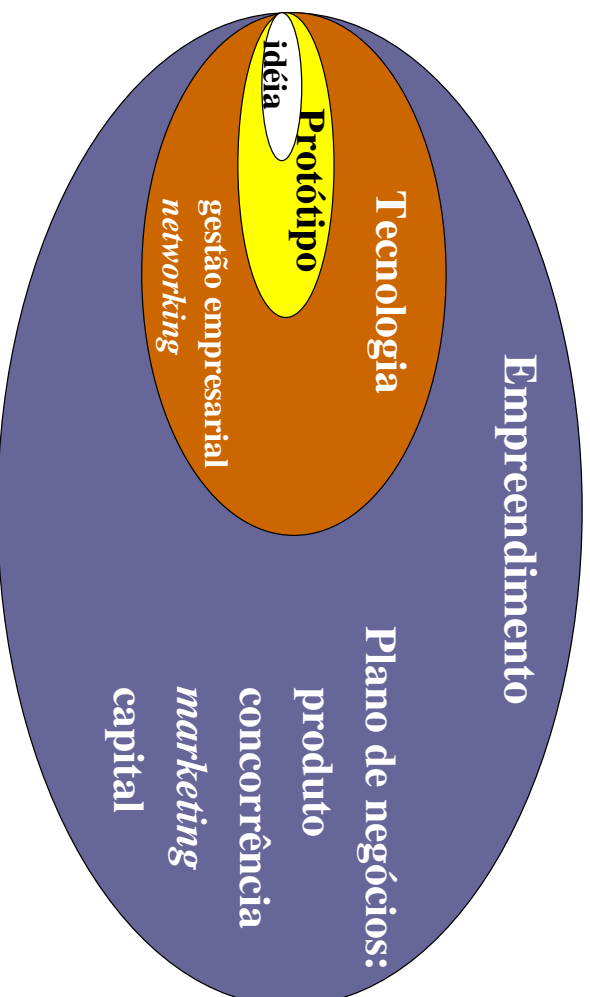 Empreendimento
Tecnologia
Protótipo
idéia
gestão empresarial
networking
Plano de negócios:
produto
concorrência
marketing
capital